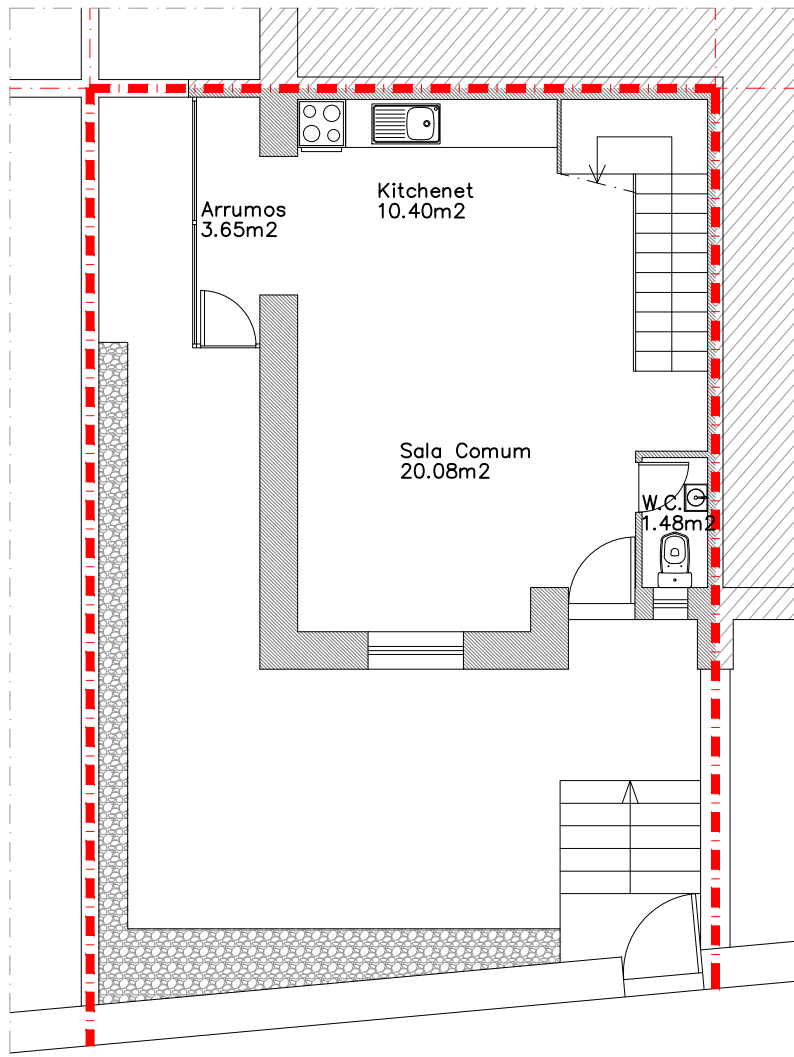 Kitchenet
10.40m2
Arrumos
3.65m2
Sala Comum
20.08m2
W.C.
1.48m2